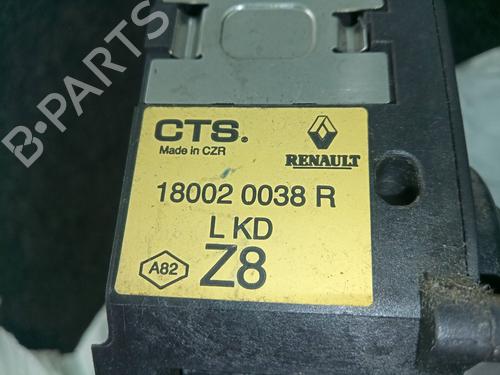 B-PARTS
CTS.
Made in CZR
RENAULT
18002 0038 R
L KD
A82
Z8